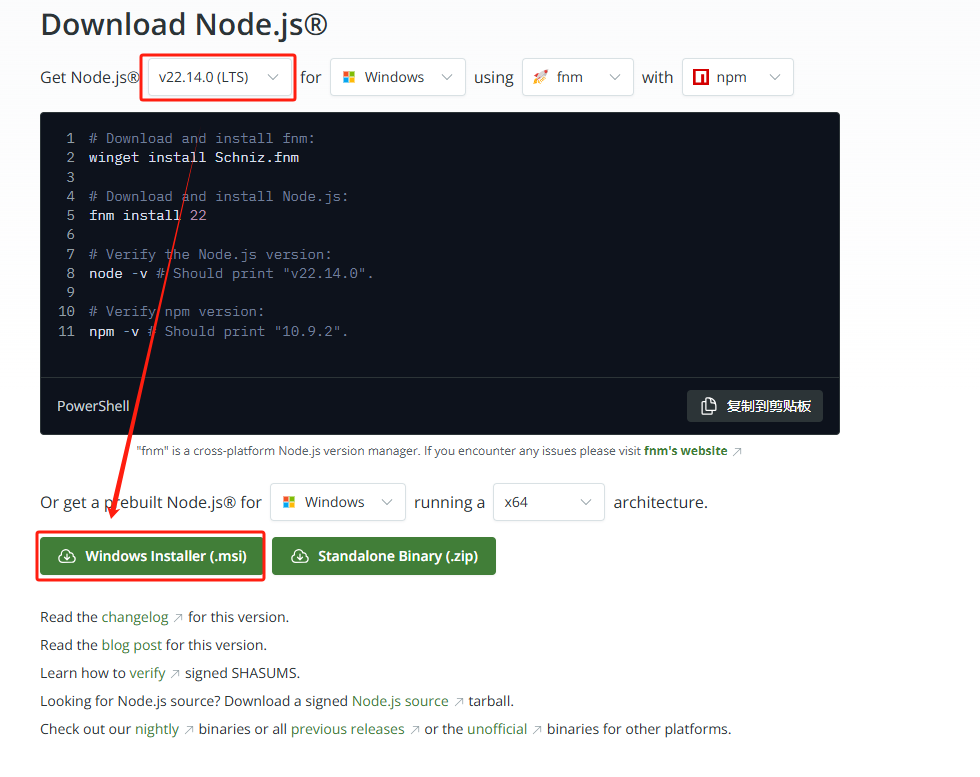 Download Node.js®
Get Node.js® v22.14.0 (LTS) for Windows using fnm with npm
1 # Download and install fnm:
2 winget install Schniz.fnm
3
4 # Download and install Node.js:
5 fnm install 22
6
7 # Verify the Node.js version:
8 node -v # Should print "v22.14.0".
9
10 # Verify npm version:
11 npm -v # Should print "10.9.2".
PowerShell 复制到剪贴板
"fnm" is a cross-platform Node.js version manager. If you encounter any issues please visit fnm's website ↗
Or get a prebuilt Node.js® for Windows running a x64 architecture.
Windows Installer (.msi) Standalone Binary (.zip)
Read the changelog ↗ for this version.
Read the blog post for this version.
Learn how to verify ↗ signed SHASUMS.
Looking for Node.js source? Download a signed Node.js source ↗ tarball.
Check out our nightly ↗ binaries or all previous releases ↗ or the unofficial ↗ binaries for other platforms.